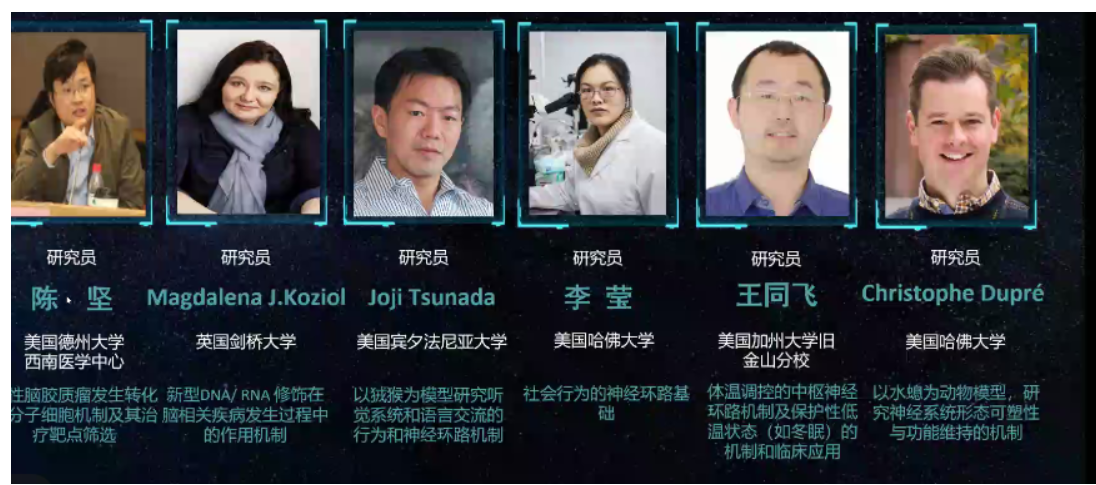 研究员
陈 坚
美国德州大学
西南医学中心
性脑胶质瘤发生转化
分子细胞机制及其治
疗靶点筛选
研究员
Magdalena J.Koziol
英国剑桥大学
新型DNA/ RNA 修饰在
脑相关疾病发生过程中
的作用机制
研究员
Joji Tsunada
美国宾夕法尼亚大学
以狨猴为模型研究听
觉系统和语言交流的
行为和神经环路机制
研究员
李 莹
美国哈佛大学
社会行为的神经环路基
础
研究员
王同飞
美国加州大学旧
金山分校
体温调控的中枢神经
环路机制及保护性低
温状态（如冬眠）的
机制和临床应用
研究员
Christophe Dupré
美国哈佛大学
以水螅为动物模型，研
究神经系统形态可塑性
与功能维持的机制